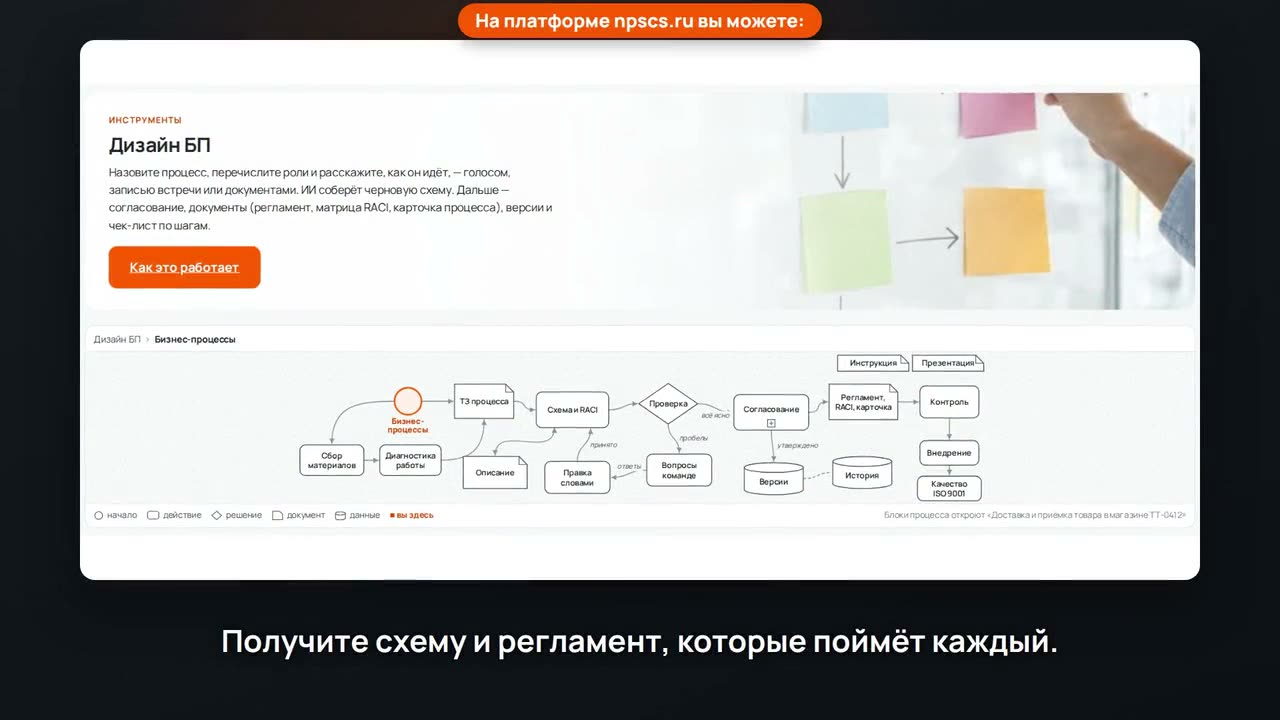 На платформе npscs.ru вы можете:
ИНСТРУМЕНТЫ
Дизайн БП
Назовите процесс, перечислите роли и расскажите, как он идёт, — голосом,
записью встречи или документами. ИИ соберёт черновую схему. Дальше —
согласование, документы (регламент, матрица RACI, карточка процесса), версии и
чек-лист по шагам.
Как это работает
Дизайн БП › Бизнес-процессы
Инструкция
Презентация
Бизнес-
процессы
ТЗ процесса
Схема и RACI
Проверка
всё ясно
Согласование
Регламент,
RACI, карточка
Контроль
Сбор
материалов
Диагностика
работы
Описание
принято
Правка
словами
ответы
пробелы
Вопросы
команде
утверждено
Версии
История
Внедрение
Качество
ISO 9001
начало
действие
решение
документ
данные
вы здесь
Блоки процесса откроют «Доставка и приёмка товара в магазине ТТ-0412»
Получите схему и регламент, которые поймёт каждый.